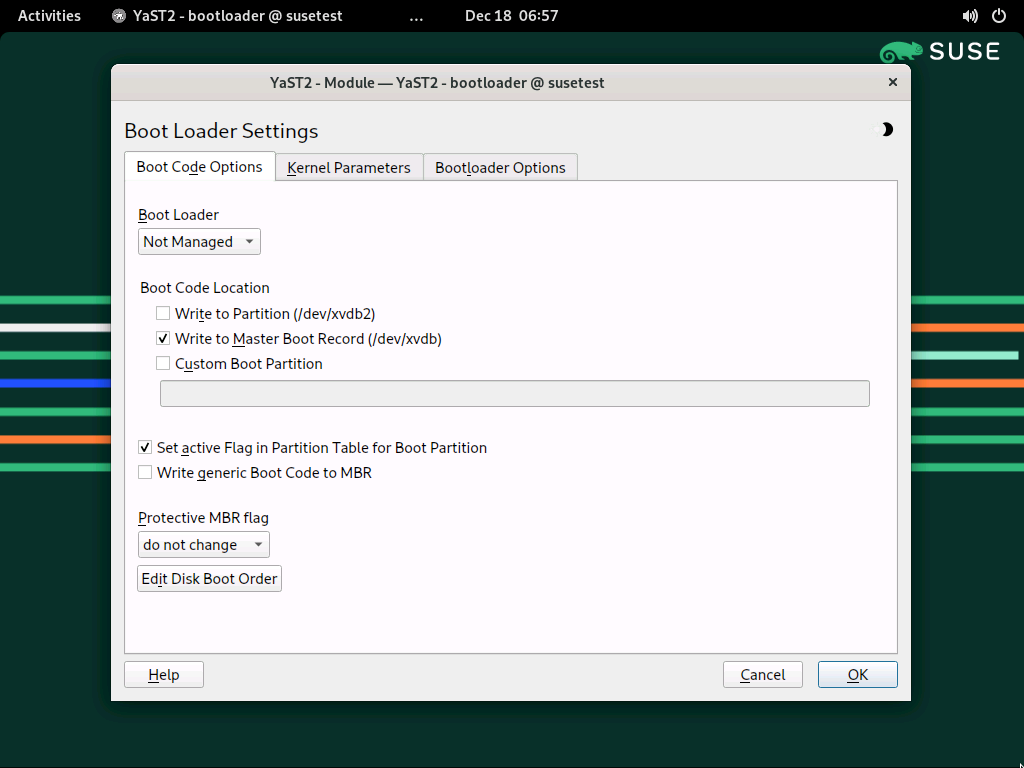 Activities YaST2 - bootloader @ susetest ... Dec 18 06:57
SUSE
YaST2 - Module — YaST2 - bootloader @ susetest ×
Boot Loader Settings
Boot Code Options Kernel Parameters Bootloader Options
Boot Loader
Not Managed
Boot Code Location
Write to Partition (/dev/xvdb2)
Write to Master Boot Record (/dev/xvdb)
Custom Boot Partition
Set active Flag in Partition Table for Boot Partition
Write generic Boot Code to MBR
Protective MBR flag
do not change
Edit Disk Boot Order
Help Cancel OK